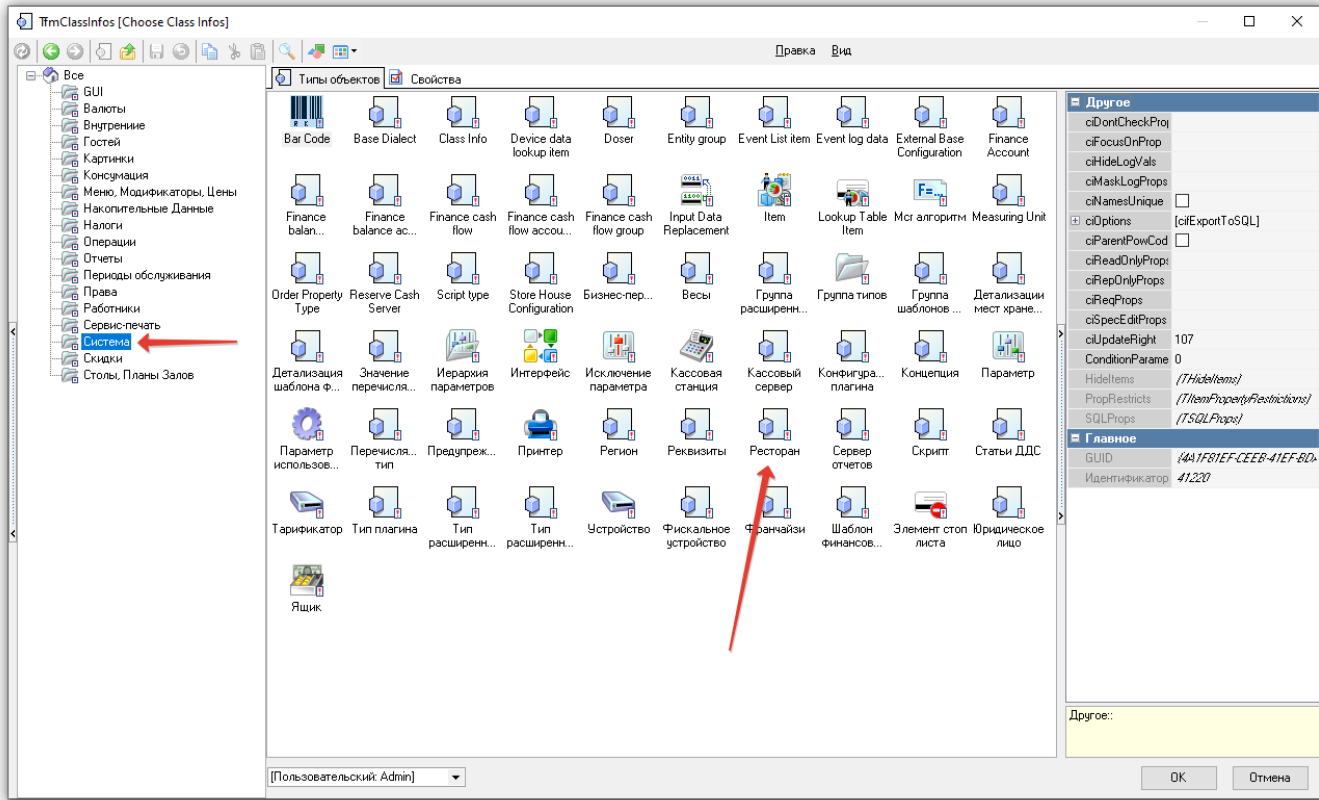 TfmClassInfos [Choose Class Infos]
Правка Вид
Все
GUI
Валюты
Внутренние
Гостей
Картинки
Консумация
Меню, Модификаторы, Цены
Накопительные Данные
Налоги
Операции
Отчеты
Периоды обслуживания
Права
Работники
Сервис-печать
Система
Скидки
Столы, Планы Залов
Типы объектов Свойства
Bar Code Base Dialect Class Info Device data Doser Entity group Event List item Event log data External Base Finance
lookup item Configuration Account
Finance Finance Finance cash Finance cash Finance cash Input Data Item Lookup Table Мсг алгоритм Measuring Unit
balan... balance ac... flow flow accou... flow group Replacement Item
Order Property Reserve Cash Script type Store House Бизнес-пер... Весы Группа Группа типов Группа Детализации
Type Server Configuration расширенн... шаблонов ... мест хране...
Детализация Значение Иерархия Интерфейс Исключение Кассовая Кассовый Конфигура... Концепция Параметр
шаблона Ф... перечисля... параметров параметра станция сервер плагина
Параметр Перечисля... Предупреж... Принтер Регион Реквизиты Ресторан Сервер Скрипт Статьи ДДС
использов... тип отчетов
Тарификатор Тип плагина Тип Тип Устройство Фискальное Франчайзи Шаблон Элемент стоп Юридическое
расширенн... расширенн... устройство финансов... листа лицо
Ящик
Другое
ciDontCheckProj
ciFocusOnProp
ciHideLogVals
ciMaskLogProps
ciNamesUnique
ciOptions [cifExportToSQL]
ciParentPowCod
ciReadOnlyProps
ciRepOnlyProps
ciReqProps
ciSpecEditProps
ciUpdateRight 107
ConditionParame 0
HideItems (THideItems)
PropRestricts (TItemPropertyRestrictions)
SQLProps (TSQLProps)
Главное
GUID {4A1F81EF-CEEB-41EF-BD
Идентификатор 41220
Другое::
[Пользовательский: Admin]
OK Отмена